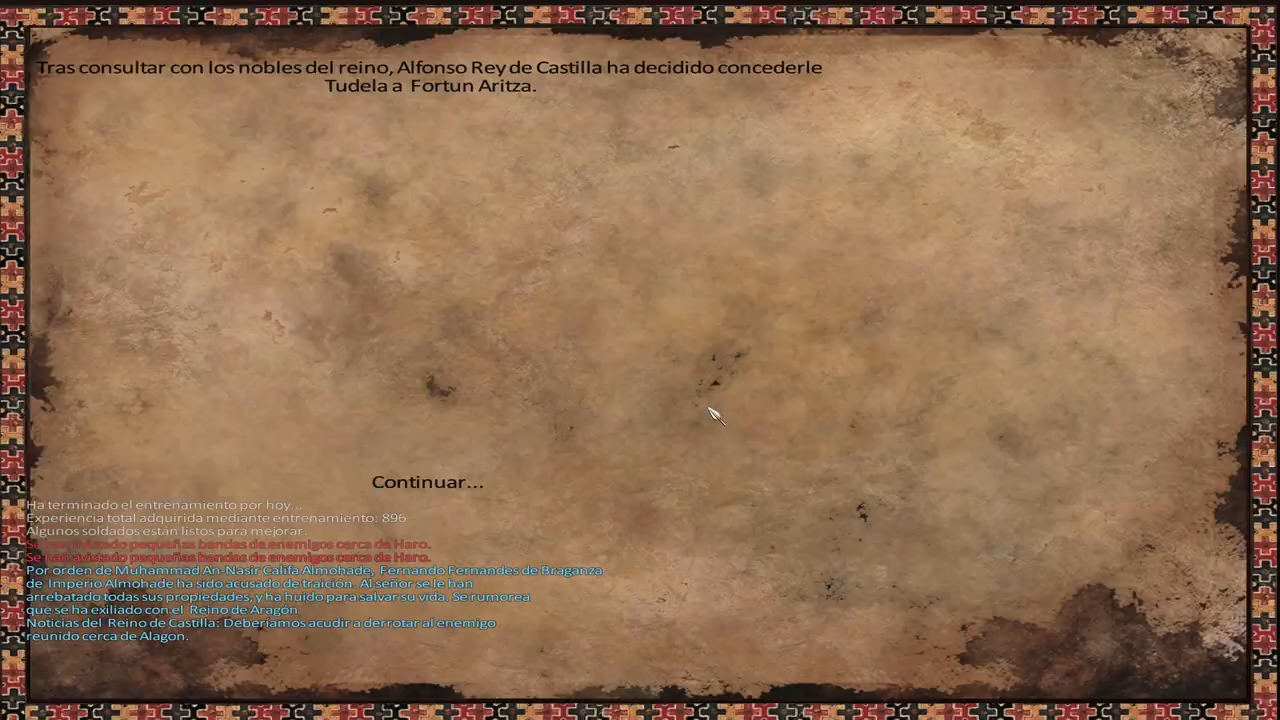 Tras consultar con los nobles del reino, Alfonso Rey de Castilla ha decidido concederle
Tudela a Fortun Aritza.
Continuar...
Ha terminado el entrenamiento por hoy...
Experiencia total adquirida mediante entrenamiento: 896
Algunos soldados estan listos para mejorar.
Se han avistado pequeñas bandas de enemigos cerca de Haro.
Se han avistado pequeñas bandas de enemigos cerca de Haro.
Por orden de Muhammad An-Nasir Califa Almohade, Fernando Fernandes de Braganza
de Imperio Almohade ha sido acusado de traición. Al señor se le han
arrebatado todas sus propiedades, y ha huido para salvar su vida. Se rumorea
que se ha exiliado con el Reino de Aragón.
Noticias del Reino de Castilla: Deberíamos acudir a derrotar al enemigo
reunido cerca de Alagon.